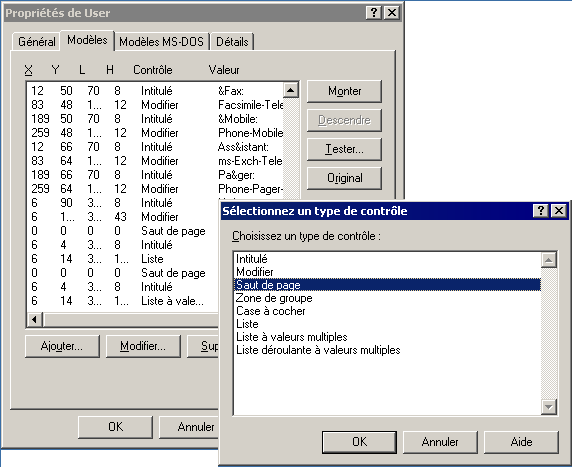 Propriétés de User
Général Modèles Modèles MS-DOS Détails
X Y L H Contrôle Valeur
12 50 70 8 Intitulé &Fax:
83 48 1... 12 Modifier Facsimile-Tele
189 50 70 8 Intitulé &Mobile:
259 48 1... 12 Modifier Phone-Mobile
12 66 70 8 Intitulé Ass&istant:
83 64 1... 12 Modifier ms-Exch-Tele
189 66 70 8 Intitulé Pa&ger:
259 64 1... 12 Modifier Phone-Pager-
6 90 3... 8 Intitulé
6 1... 3... 43 Modifier
0 0 0 0 Saut de page
6 4 3... 8 Intitulé
6 14 3... 1... Liste
0 0 0 0 Saut de page
6 4 3... 8 Intitulé
6 14 3... 1... Liste à vale...
Monter
Descendre
Tester...
Original
Ajouter... Modifier... Sup
OK Annuler
Sélectionnez un type de contrôle
Choisissez un type de contrôle :
Intitulé
Modifier
Saut de page
Zone de groupe
Case à cocher
Liste
Liste à valeurs multiples
Liste déroulante à valeurs multiples
OK Annuler Aide